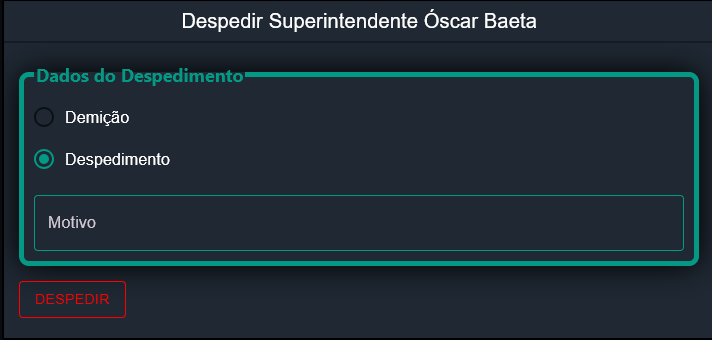 Despedir Superintendente Óscar Baeta
Dados do Despedimento
Demição
Despedimento
Motivo
DESPEDIR